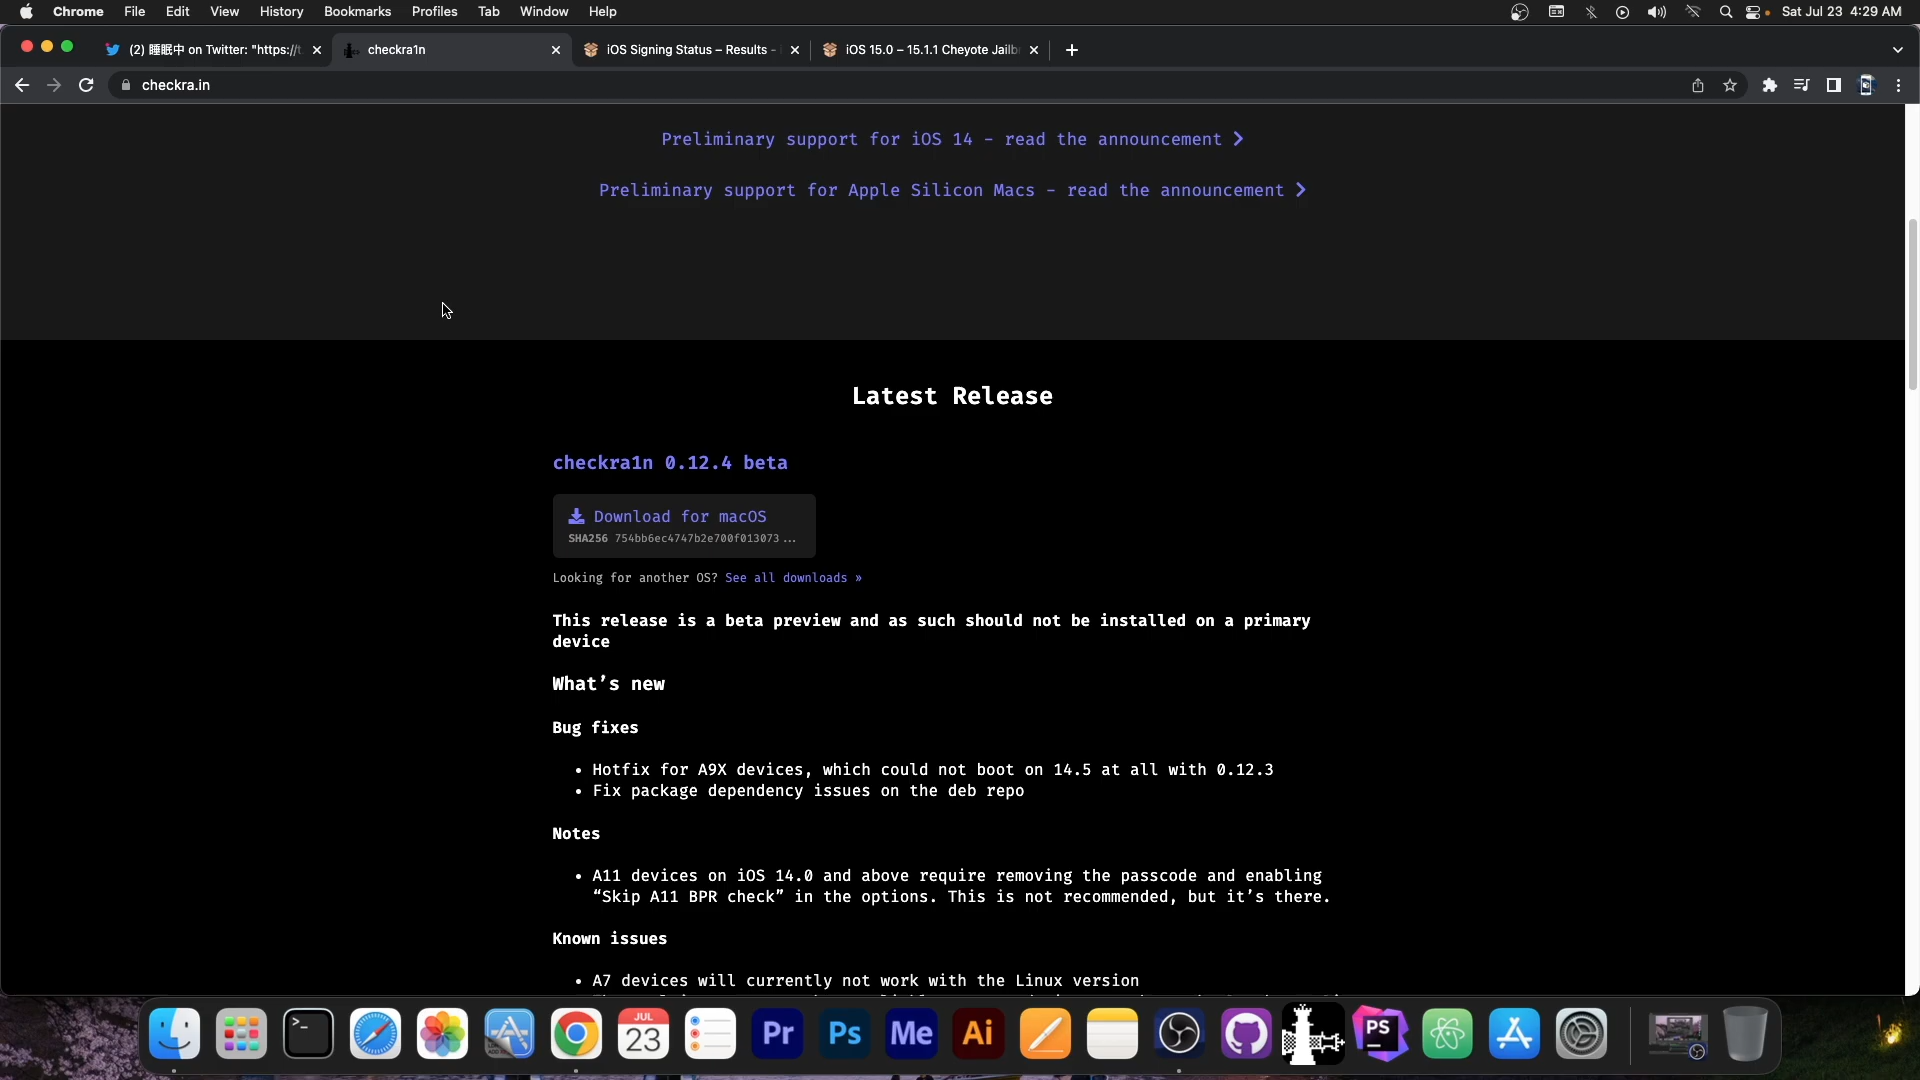 Chrome File Edit View History Bookmarks Profiles Tab Window Help Sat Jul 23 4:29 AM
(2) 睡眠中 on Twitter: "https://t checkra1n iOS Signing Status – Results - iOS 15.0 – 15.1.1 Cheyote Jailb
checkra.in
Preliminary support for iOS 14 - read the announcement
Preliminary support for Apple Silicon Macs - read the announcement
Latest Release
checkra1n 0.12.4 beta
Download for macOS
SHA256 754bb6ec4747b2e700f013073 ...
Looking for another OS? See all downloads »
This release is a beta preview and as such should not be installed on a primary
device
What's new
Bug fixes
• Hotfix for A9X devices, which could not boot on 14.5 at all with 0.12.3
• Fix package dependency issues on the deb repo
Notes
• A11 devices on iOS 14.0 and above require removing the passcode and enabling
“Skip A11 BPR check” in the options. This is not recommended, but it's there.
Known issues
• A7 devices will currently not work with the Linux version
JUL
23
Pr Ps Me Ai PS